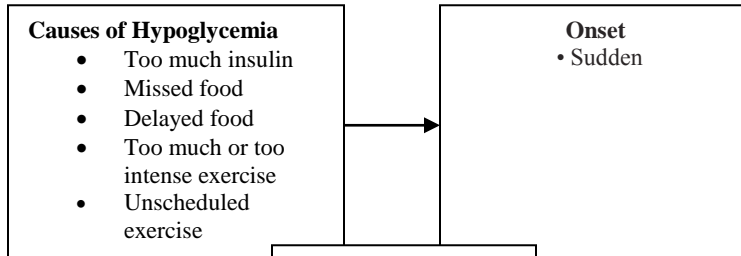 Causes of Hypoglycemia
• Too much insulin
• Missed food
• Delayed food
• Too much or too
intense exercise
• Unscheduled
exercise
Onset
• Sudden